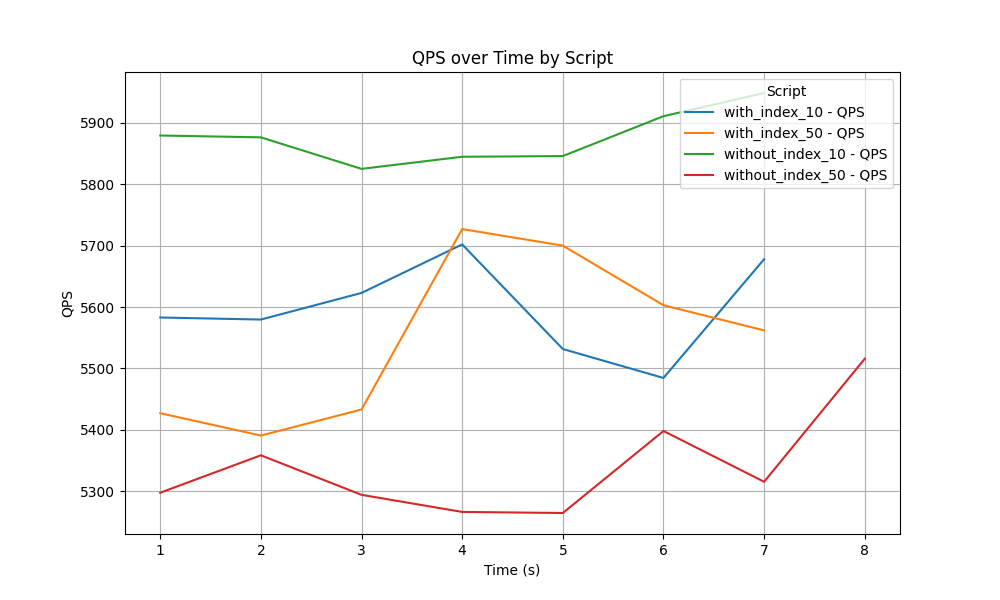 QPS over Time by Script
Script
with_index_10 - QPS
with_index_50 - QPS
without_index_10 - QPS
without_index_50 - QPS
QPS
5900
5800
5700
5600
5500
5400
5300
1 2 3 4 5 6 7 8
Time (s)